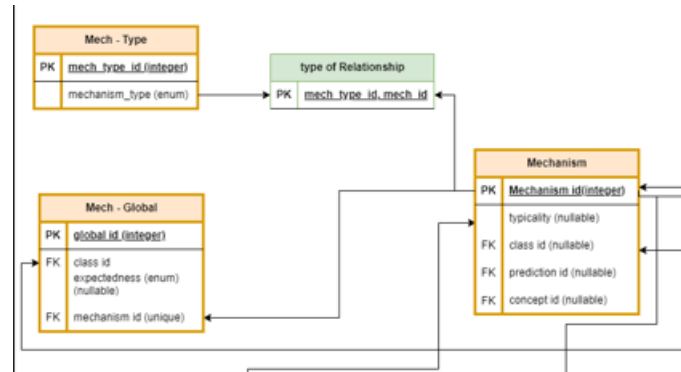 Mech - Type
PK mech_type_id (integer)
mechanism_type (enum)
type of Relationship
PK mech_type_id, mech_id
Mech - Global
PK global id (integer)
FK class id
expectedness (enum)
(nullable)
FK mechanism id (unique)
Mechanism
PK Mechanism id(integer)
typicality (nullable)
FK class id (nullable)
FK prediction id (nullable)
FK concept id (nullable)